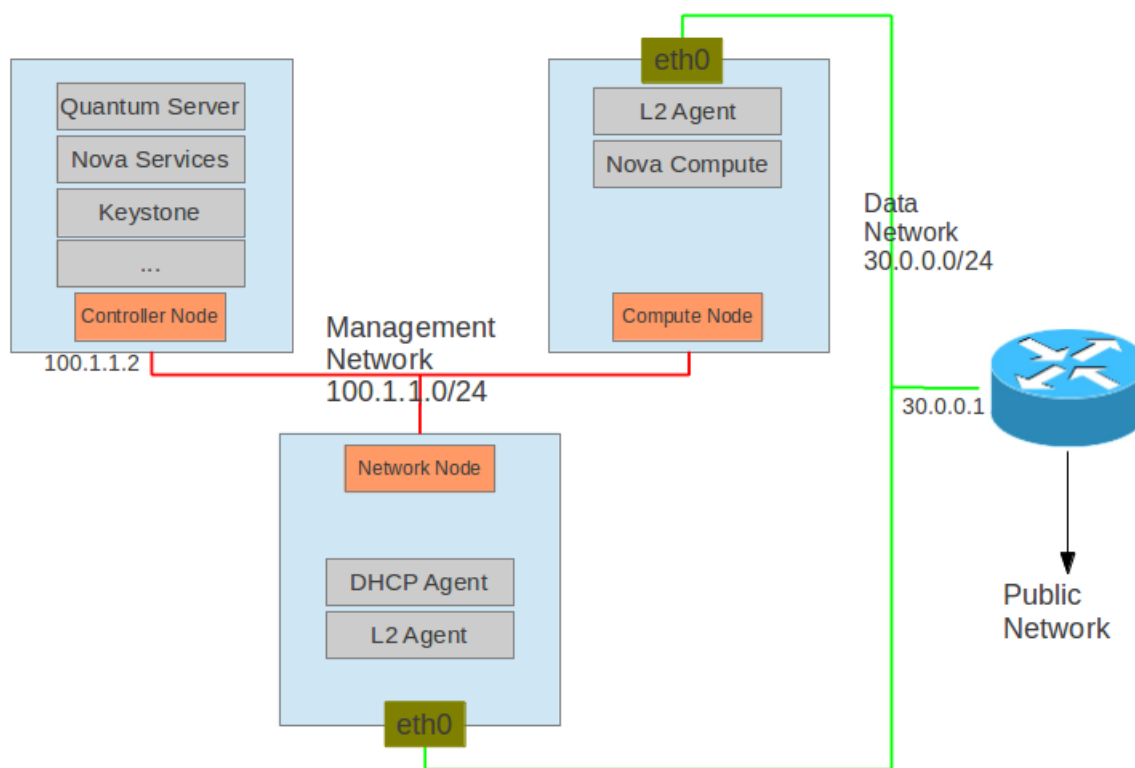 Quantum Server
Nova Services
Keystone
...
Controller Node
100.1.1.2
eth0
L2 Agent
Nova Compute
Compute Node
Management
Network
100.1.1.0/24
Data
Network
30.0.0.0/24
30.0.0.1
Network Node
DHCP Agent
L2 Agent
eth0
Public
Network